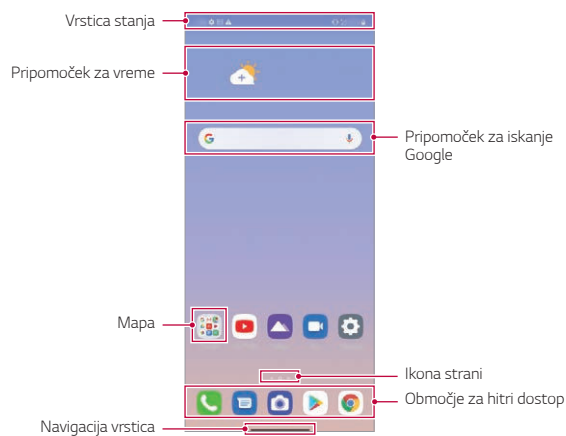 Vrstica stanja
Pripomoček za vreme
Pripomoček za iskanje
Google
Mapa
Ikona strani
Območje za hitri dostop
Navigacija vrstica